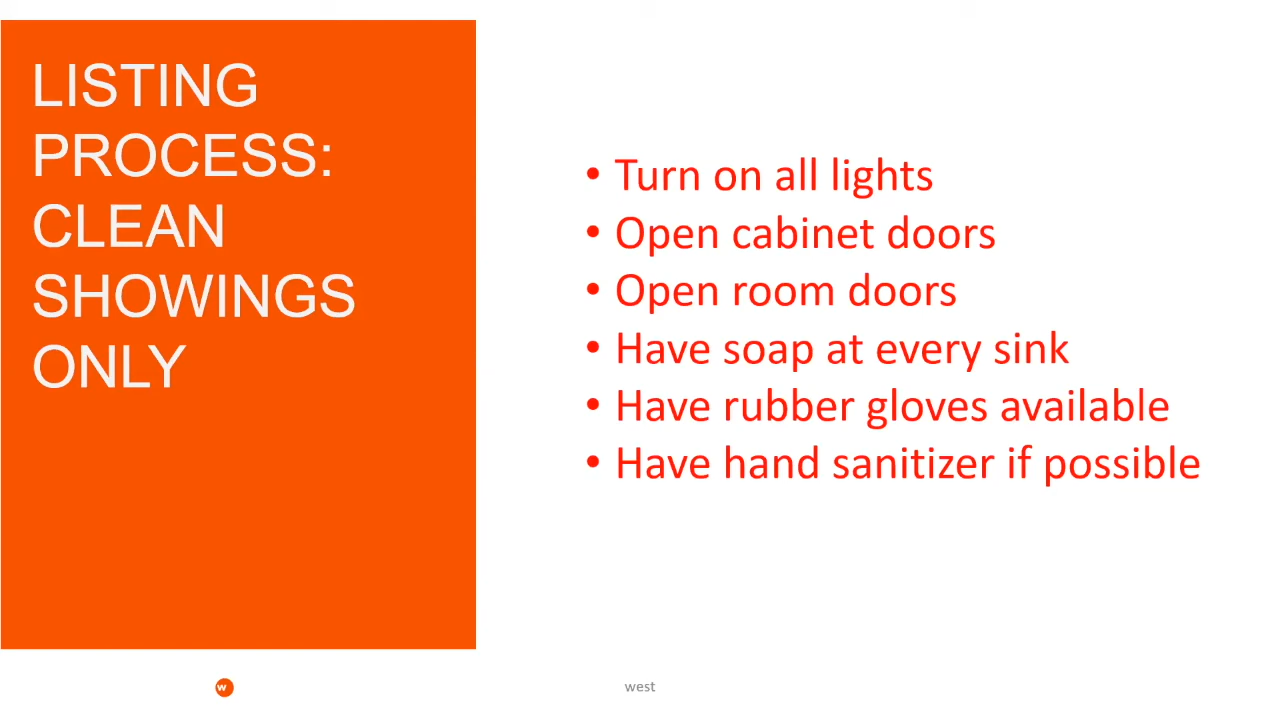 LISTING
PROCESS:
CLEAN
SHOWINGS
ONLY
• Turn on all lights
• Open cabinet doors
• Open room doors
• Have soap at every sink
• Have rubber gloves available
• Have hand sanitizer if possible
w
west